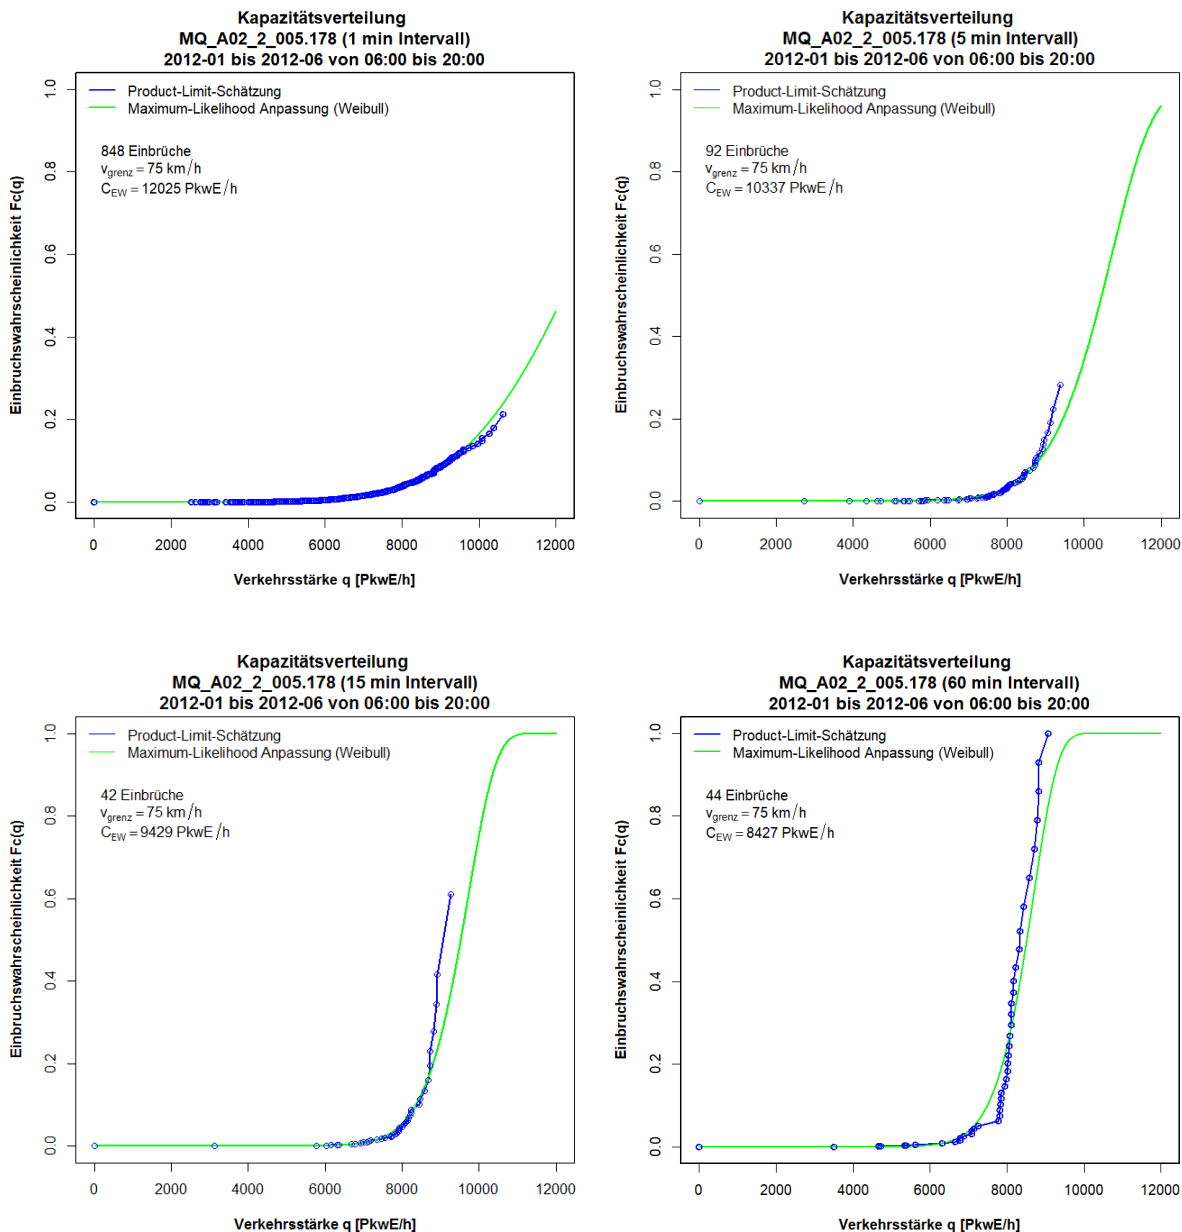 Kapazitätsverteilung
MQ_A02_2_005.178 (1 min Intervall)
2012-01 bis 2012-06 von 06:00 bis 20:00
Product-Limit-Schätzung
Maximum-Likelihood Anpassung (Weibull)
848 Einbrüche
v_grenz = 75 km/h
C_EW = 12025 PkwE/h
Einbruchswahrscheinlichkeit Fc(q)
1.0
0.8
0.6
0.4
0.2
0.0
0 2000 4000 6000 8000 10000 12000
Verkehrsstärke q [PkwE/h]
Kapazitätsverteilung
MQ_A02_2_005.178 (5 min Intervall)
2012-01 bis 2012-06 von 06:00 bis 20:00
Product-Limit-Schätzung
Maximum-Likelihood Anpassung (Weibull)
92 Einbrüche
v_grenz = 75 km/h
C_EW = 10337 PkwE/h
Einbruchswahrscheinlichkeit Fc(q)
1.0
0.8
0.6
0.4
0.2
0.0
0 2000 4000 6000 8000 10000 12000
Verkehrsstärke q [PkwE/h]
Kapazitätsverteilung
MQ_A02_2_005.178 (15 min Intervall)
2012-01 bis 2012-06 von 06:00 bis 20:00
Product-Limit-Schätzung
Maximum-Likelihood Anpassung (Weibull)
42 Einbrüche
v_grenz = 75 km/h
C_EW = 9429 PkwE/h
Einbruchswahrscheinlichkeit Fc(q)
1.0
0.8
0.6
0.4
0.2
0.0
0 2000 4000 6000 8000 10000 12000
Verkehrsstärke q [PkwE/h]
Kapazitätsverteilung
MQ_A02_2_005.178 (60 min Intervall)
2012-01 bis 2012-06 von 06:00 bis 20:00
Product-Limit-Schätzung
Maximum-Likelihood Anpassung (Weibull)
44 Einbrüche
v_grenz = 75 km/h
C_EW = 8427 PkwE/h
Einbruchswahrscheinlichkeit Fc(q)
1.0
0.8
0.6
0.4
0.2
0.0
0 2000 4000 6000 8000 10000 12000
Verkehrsstärke q [PkwE/h]